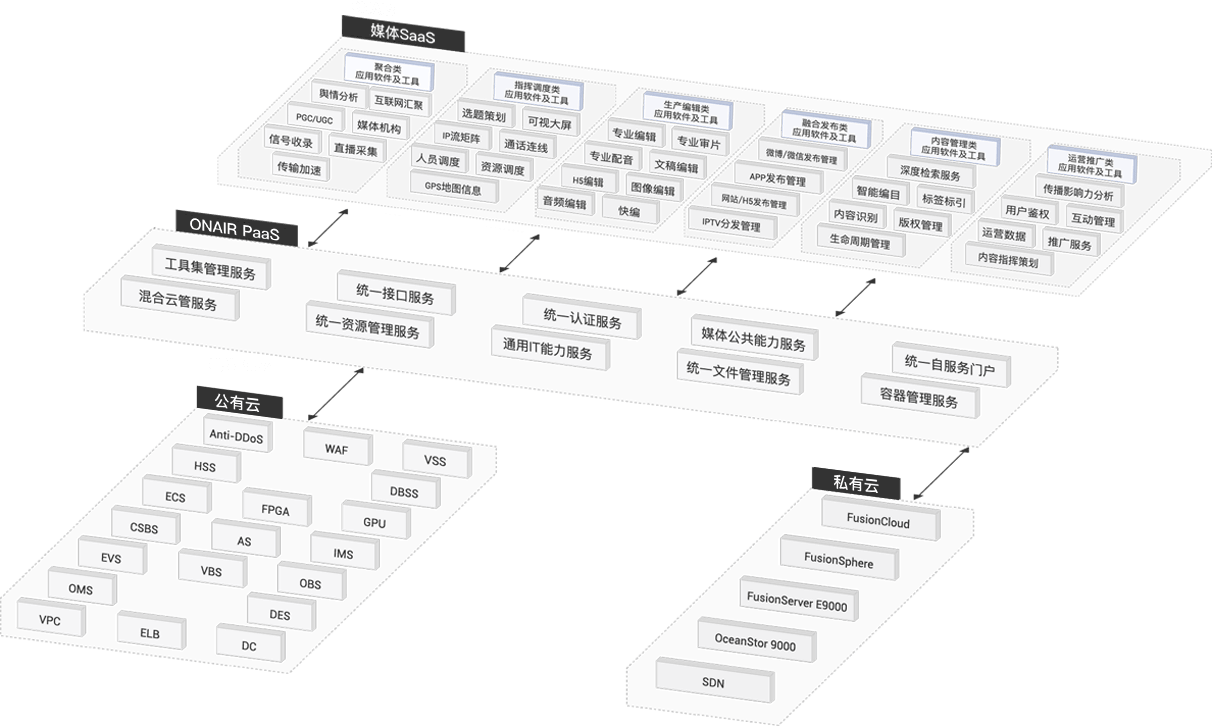 媒体SaaS
聚合类
应用软件及工具
舆情分析
互联网汇聚
PGC/UGC
媒体机构
信号收录
直播采集
传输加速
指挥调度类
应用软件及工具
选题策划
可视大屏
IP流矩阵
通话连线
人员调度
资源调度
GPS地图信息
生产编辑类
应用软件及工具
专业编辑
专业审片
专业配音
文稿编辑
H5编辑
图像编辑
音频编辑
快编
融合发布类
应用软件及工具
微博/微信发布管理
APP发布管理
网站/H5发布管理
IPTV分发管理
内容管理类
应用软件及工具
深度检索服务
智能编目
标签标引
内容识别
版权管理
生命周期管理
运营推广类
应用软件及工具
传播影响力分析
用户鉴权
互动管理
运营数据
推广服务
内容指挥策划
ONAIR PaaS
工具集管理服务
混合云管服务
统一接口服务
统一资源管理服务
统一认证服务
通用IT能力服务
媒体公共能力服务
统一文件管理服务
统一自服务门户
容器管理服务
公有云
Anti-DDoS
WAF
VSS
HSS
DBSS
ECS
FPGA
GPU
CSBS
AS
IMS
EVS
VBS
OBS
OMS
DES
VPC
ELB
DC
私有云
FusionCloud
FusionSphere
FusionServer E9000
OceanStor 9000
SDN